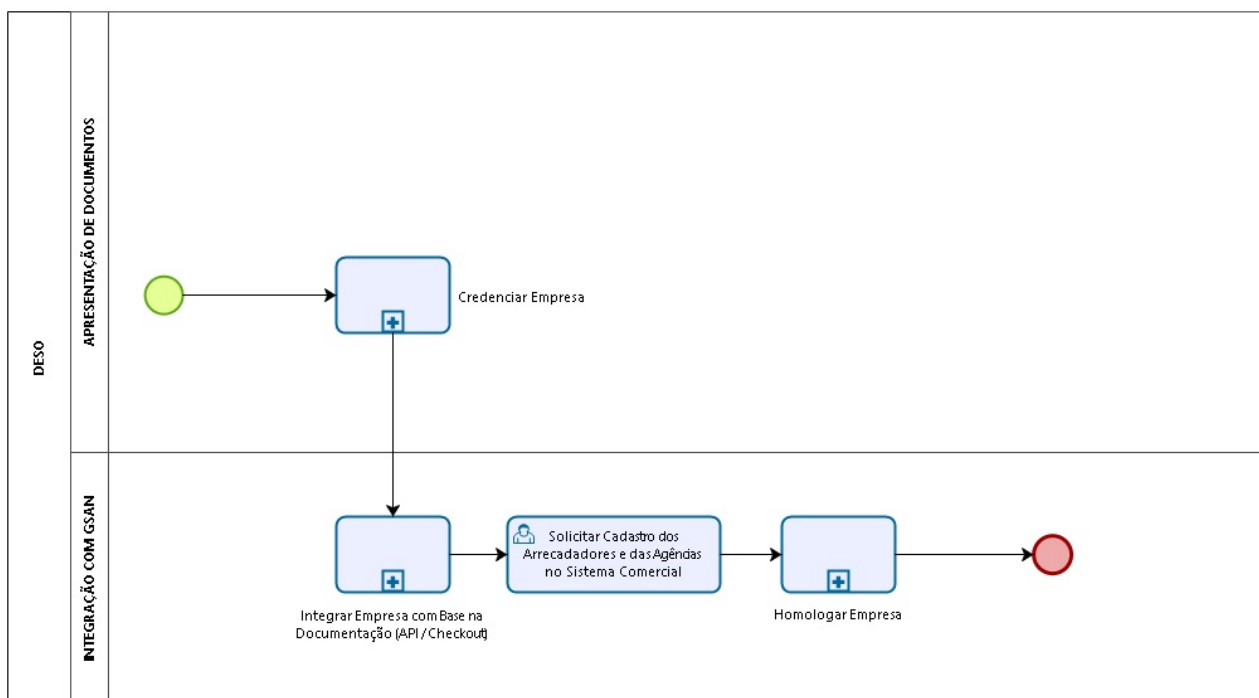 DESO
APRESENTAÇÃO DE DOCUMENTOS
Credenciar Empresa
INTEGRAÇÃO COM GSAN
Integrar Empresa com Base na
Documentação (API / Checkout)
Solicitar Cadastro dos
Arrecadadores e das Agências
no Sistema Comercial
Homologar Empresa